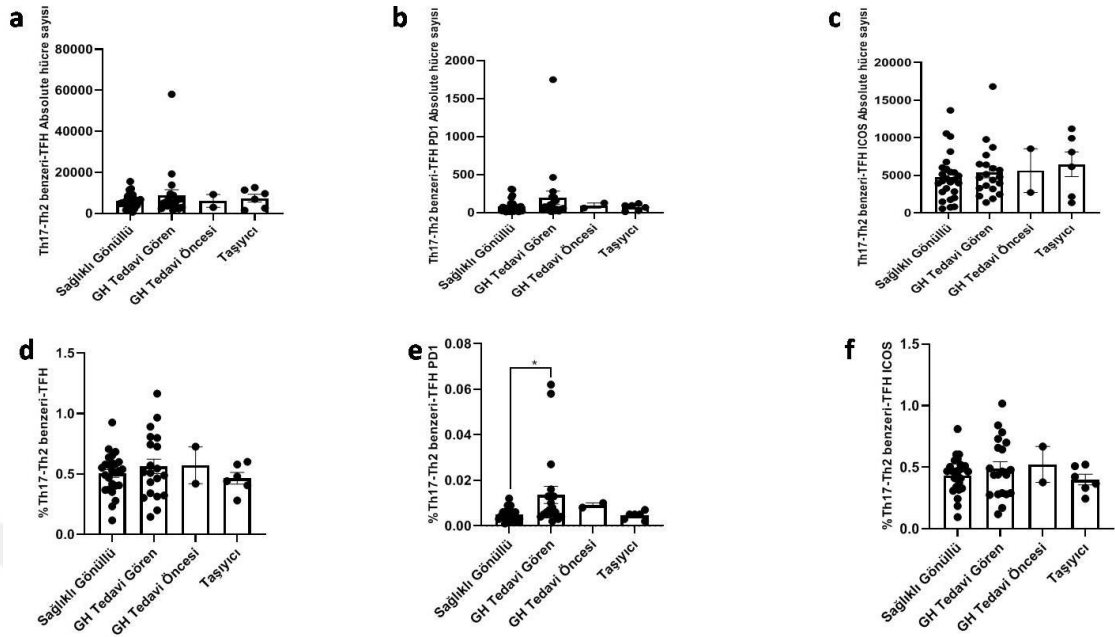 a
Th17-Th2 benzeri-TFH Absolute hücre sayısı
80000
60000
40000
20000
0
Sağlıklı Gönüllü
GH Tedavi Gören
GH Tedavi Öncesi
Taşıyıcı
b
Th17-Th2 benzeri-TFH PD1 Absolute hücre sayısı
2000
1500
1000
500
0
Sağlıklı Gönüllü
GH Tedavi Gören
GH Tedavi Öncesi
Taşıyıcı
c
Th17-Th2 benzeri-TFH ICOS Absolute hücre sayısı
20000
15000
10000
5000
0
Sağlıklı Gönüllü
GH Tedavi Gören
GH Tedavi Öncesi
Taşıyıcı
d
% Th17-Th2 benzeri-TFH
1.5
1.0
0.5
0.0
Sağlıklı Gönüllü
GH Tedavi Gören
GH Tedavi Öncesi
Taşıyıcı
e
% Th17-Th2 benzeri-TFH PD1
0.08
0.06
0.04
0.02
0.00
*
Sağlıklı Gönüllü
GH Tedavi Gören
GH Tedavi Öncesi
Taşıyıcı
f
% Th17-Th2 benzeri-TFH ICOS
1.5
1.0
0.5
0.0
Sağlıklı Gönüllü
GH Tedavi Gören
GH Tedavi Öncesi
Taşıyıcı